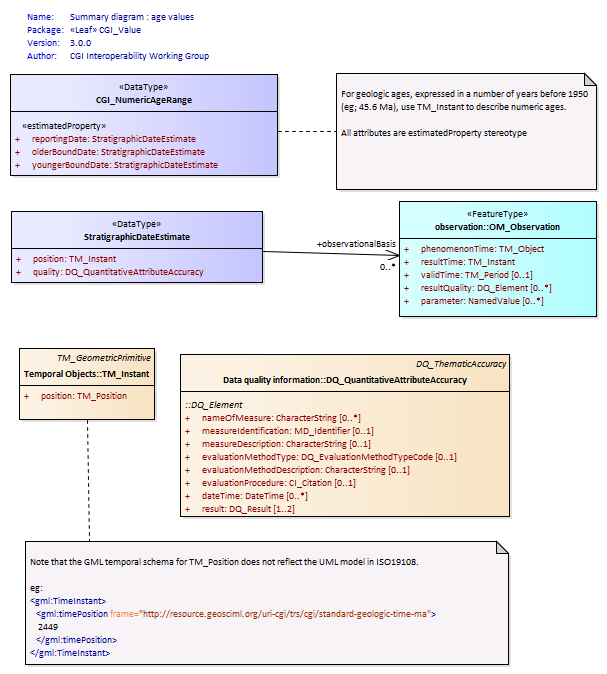 Name: Summary diagram : age values
Package: «Leaf» CGI_Value
Version: 3.0.0
Author: CGI Interoperability Working Group
«DataType»
CGI_NumericAgeRange
«estimatedProperty»
+ reportingDate: StratigraphicDateEstimate
+ olderBoundDate: StratigraphicDateEstimate
+ youngerBoundDate: StratigraphicDateEstimate
For geologic ages, expressed in a number of years before 1950
(eg; 45.6 Ma), use TM_Instant to describe numeric ages.
All attributes are estimatedProperty stereotype
«DataType»
StratigraphicDateEstimate
+ position: TM_Instant
+ quality: DQ_QuantitativeAttributeAccuracy
+observationalBasis
0..*
«FeatureType»
observation::OM_Observation
+ phenomenonTime: TM_Object
+ resultTime: TM_Instant
+ validTime: TM_Period [0..1]
+ resultQuality: DQ_Element [0..*]
+ parameter: NamedValue [0..*]
TM_GeometricPrimitive
Temporal Objects::TM_Instant
+ position: TM_Position
DQ_ThematicAccuracy
Data quality information::DQ_QuantitativeAttributeAccuracy
::DQ_Element
+ nameOfMeasure: CharacterString [0..*]
+ measureIdentification: MD_Identifier [0..1]
+ measureDescription: CharacterString [0..1]
+ evaluationMethodType: DQ_EvaluationMethodTypeCode [0..1]
+ evaluationMethodDescription: CharacterString [0..1]
+ evaluationProcedure: CI_Citation [0..1]
+ dateTime: DateTime [0..*]
+ result: DQ_Result [1..2]
Note that the GML temporal schema for TM_Position does not reflect the UML model in ISO19108.
eg:
<gml:TimeInstant>
<gml:timePosition frame="http://resource.geosciml.org/uri-cgi/trs/cgi/standard-geologic-time-ma">
2449
</gml:timePosition>
</gml:TimeInstant>